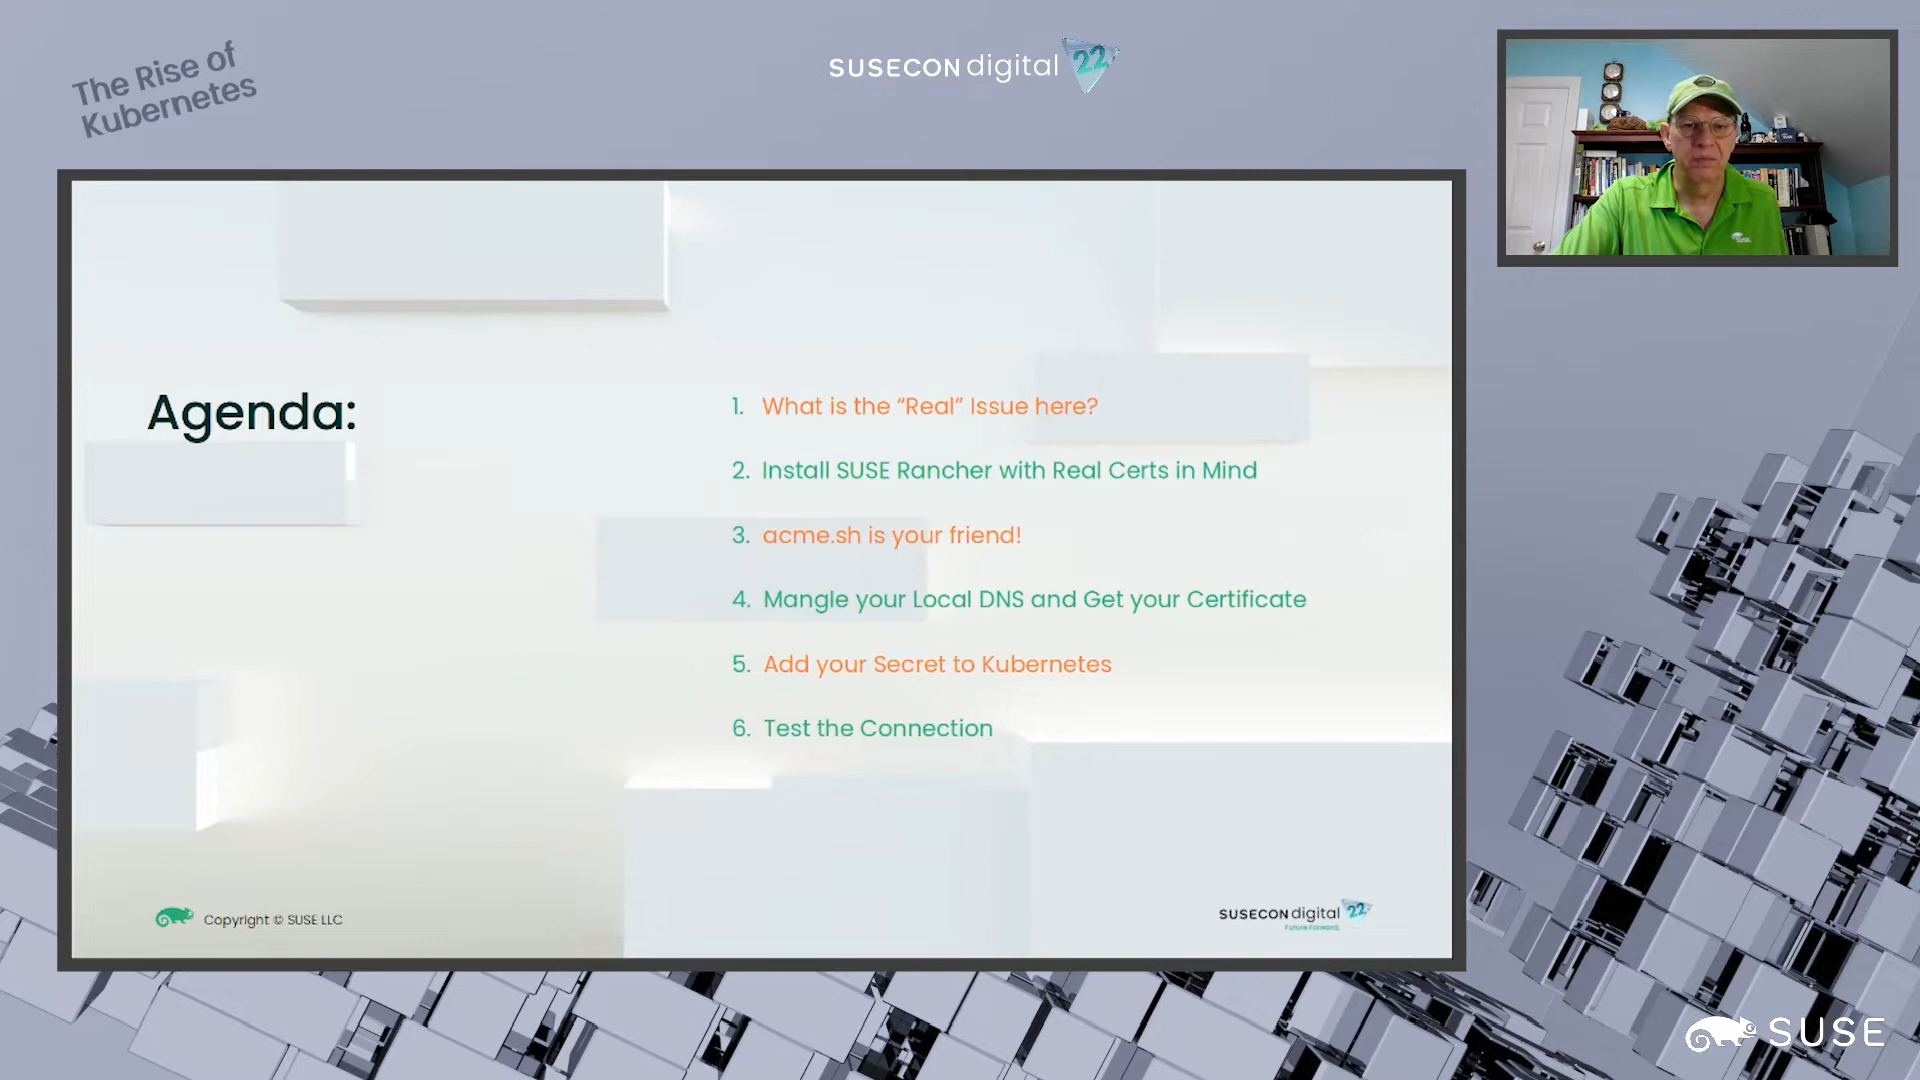 The Rise of
Kubernetes
SUSECON digital 22
Agenda:
1. What is the “Real” Issue here?
2. Install SUSE Rancher with Real Certs in Mind
3. acme.sh is your friend!
4. Mangle your Local DNS and Get your Certificate
5. Add your Secret to Kubernetes
6. Test the Connection
Copyright © SUSE LLC
SUSECON digital 22
Future Forward.
SUSE